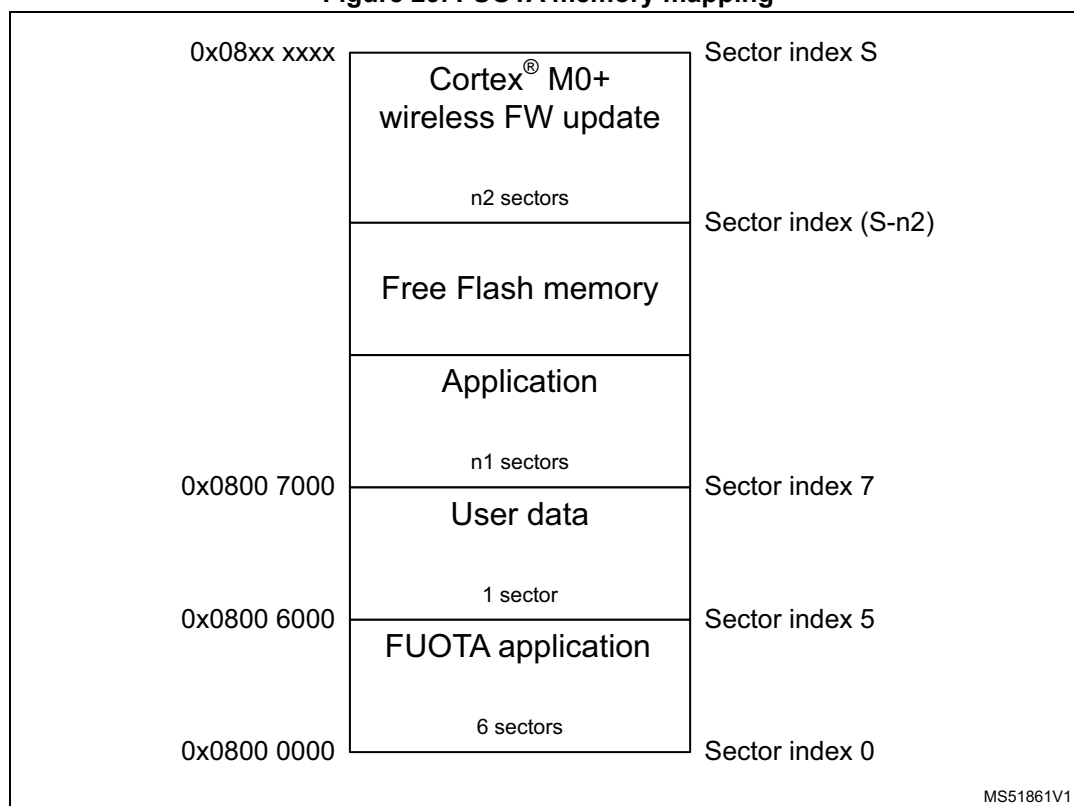 0x08xx xxxx
Sector index S
Cortex® M0+
wireless FW update
n2 sectors
Sector index (S-n2)
Free Flash memory
Application
n1 sectors
0x0800 7000
Sector index 7
User data
1 sector
0x0800 6000
Sector index 5
FUOTA application
6 sectors
0x0800 0000
Sector index 0
MS51861V1